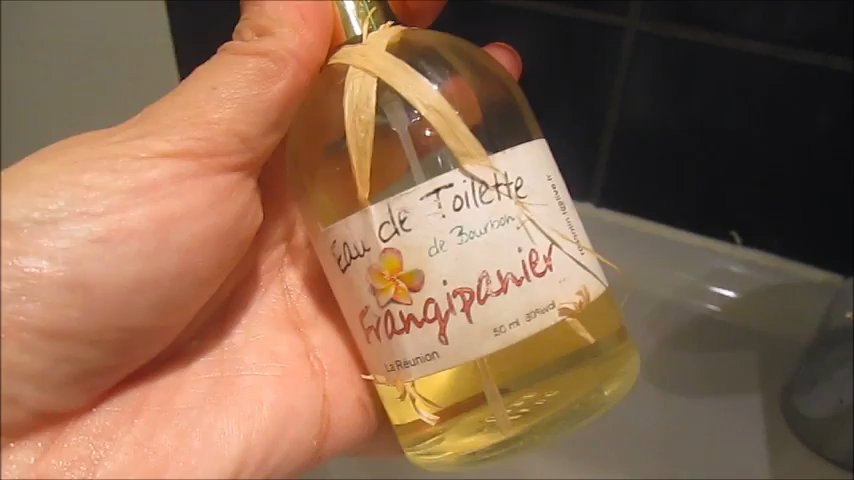 Eau de Toilette
de Bourbon
Frangipanier
50 ml 30%vol
La Réunion